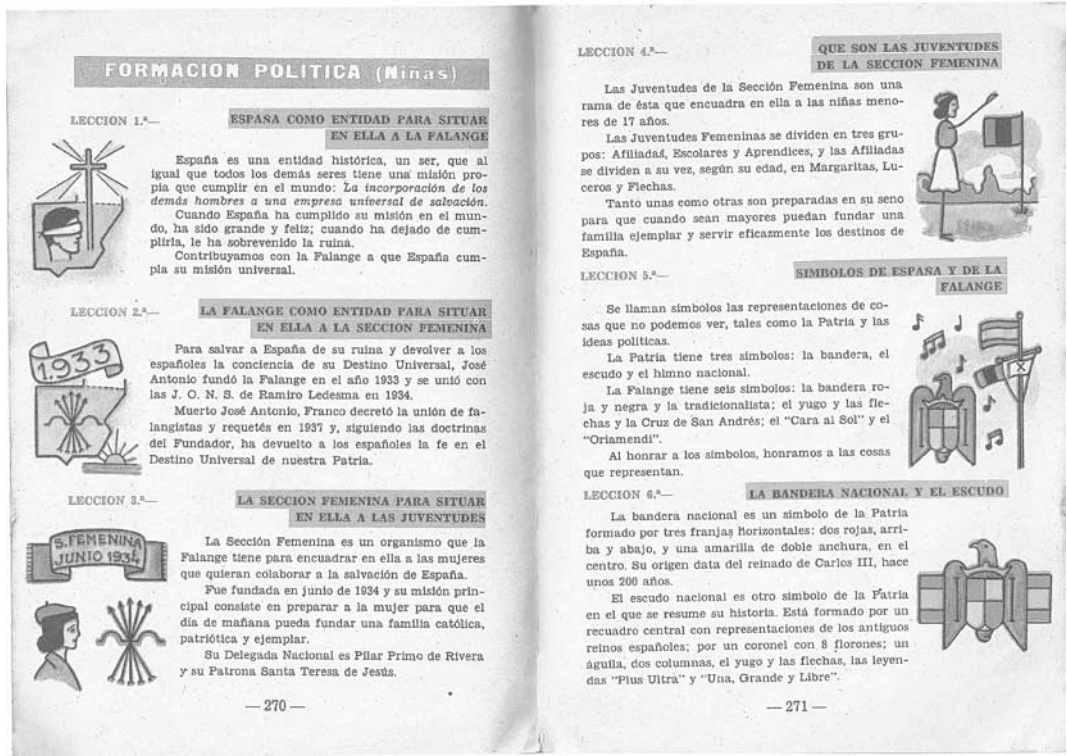 FORMACION POLITICA (Niñas)
LECCION 1.ª—
ESPAÑA COMO ENTIDAD PARA SITUAR
EN ELLA A LA FALANGE
España es una entidad histórica, un ser, que al
igual que todos los demás seres tiene una misión pro-
pia que cumplir en el mundo: La incorporación de los
demás hombres a una empresa universal de salvación.
Cuando España ha cumplido su misión en el mun-
do, ha sido grande y feliz; cuando ha dejado de cum-
plirla, le ha sobrevenido la ruina.
Contribuyamos con la Falange a que España cum-
pla su misión universal.
LECCION 2.ª—
LA FALANGE COMO ENTIDAD PARA SITUAR
EN ELLA A LA SECCION FEMENINA
1.933
Para salvar a España de su ruina y devolver a los
españoles la conciencia de su Destino Universal, José
Antonio fundó la Falange en el año 1933 y se unió con
las J. O. N. S. de Ramiro Ledesma en 1934.
Muerto José Antonio, Franco decretó la unión de fa-
langistas y requetés en 1937 y, siguiendo las doctrinas
del Fundador, ha devuelto a los españoles la fe en el
Destino Universal de nuestra Patria.
LECCION 3.ª—
LA SECCION FEMENINA PARA SITUAR
EN ELLA A LAS JUVENTUDES
S. FEMENINA
JUNIO 1934
La Sección Femenina es un organismo que la
Falange tiene para encuadrar en ella a las mujeres
que quieran colaborar a la salvación de España.
Fue fundada en junio de 1934 y su misión prin-
cipal consiste en preparar a la mujer para que el
día de mañana pueda fundar una familia católica,
patriótica y ejemplar.
Su Delegada Nacional es Pilar Primo de Rivera
y su Patrona Santa Teresa de Jesús.
— 270 —
LECCION 4.ª—
QUE SON LAS JUVENTUDES
DE LA SECCION FEMENINA
Las Juventudes de la Sección Femenina son una
rama de ésta que encuadra en ella a las niñas meno-
res de 17 años.
Las Juventudes Femeninas se dividen en tres gru-
pos: Afiliadas, Escolares y Aprendices, y las Afiliadas
se dividen a su vez, según su edad, en Margaritas, Lu-
ceros y Flechas.
Tanto unas como otras son preparadas en su seno
para que cuando sean mayores puedan fundar una
familia ejemplar y servir eficazmente los destinos de
España.
LECCION 5.ª—
SIMBOLOS DE ESPAÑA Y DE LA
FALANGE
Se llaman símbolos las representaciones de co-
sas que no podemos ver, tales como la Patria y las
ideas políticas.
La Patria tiene tres símbolos: la bandera, el
escudo y el himno nacional.
La Falange tiene seis símbolos: la bandera ro-
ja y negra y la tradicionalista; el yugo y las fle-
chas y la Cruz de San Andrés; el "Cara al Sol" y el
"Oriamendi".
Al honrar a los símbolos, honramos a las cosas
que representan.
LECCION 6.ª—
LA BANDERA NACIONAL Y EL ESCUDO
La bandera nacional es un símbolo de la Patria
formado por tres franjas horizontales: dos rojas, arri-
ba y abajo, y una amarilla de doble anchura, en el
centro. Su origen data del reinado de Carlos III, hace
unos 200 años.
El escudo nacional es otro símbolo de la Patria
en el que se resume su historia. Está formado por un
recuadro central con representaciones de los antiguos
reinos españoles; por un coronel con 8 florones; un
águila, dos columnas, el yugo y las flechas, las leyen-
das "Plus Ultra" y "Una, Grande y Libre".
— 271 —